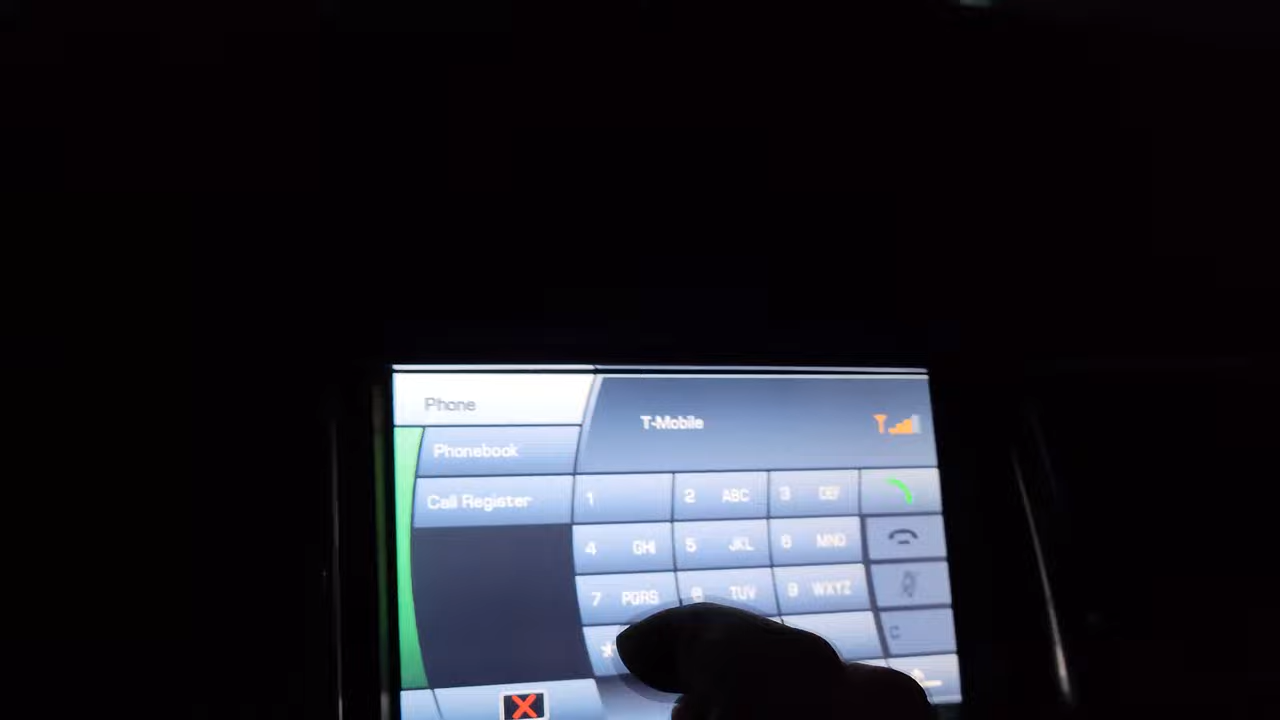 Phone
T-Mobile
Phonebook
Call Register
1
2 ABC
3 DEF
4 GHI
5 JKL
6 MNO
7 PQRS
8 TUV
9 WXYZ
C
*